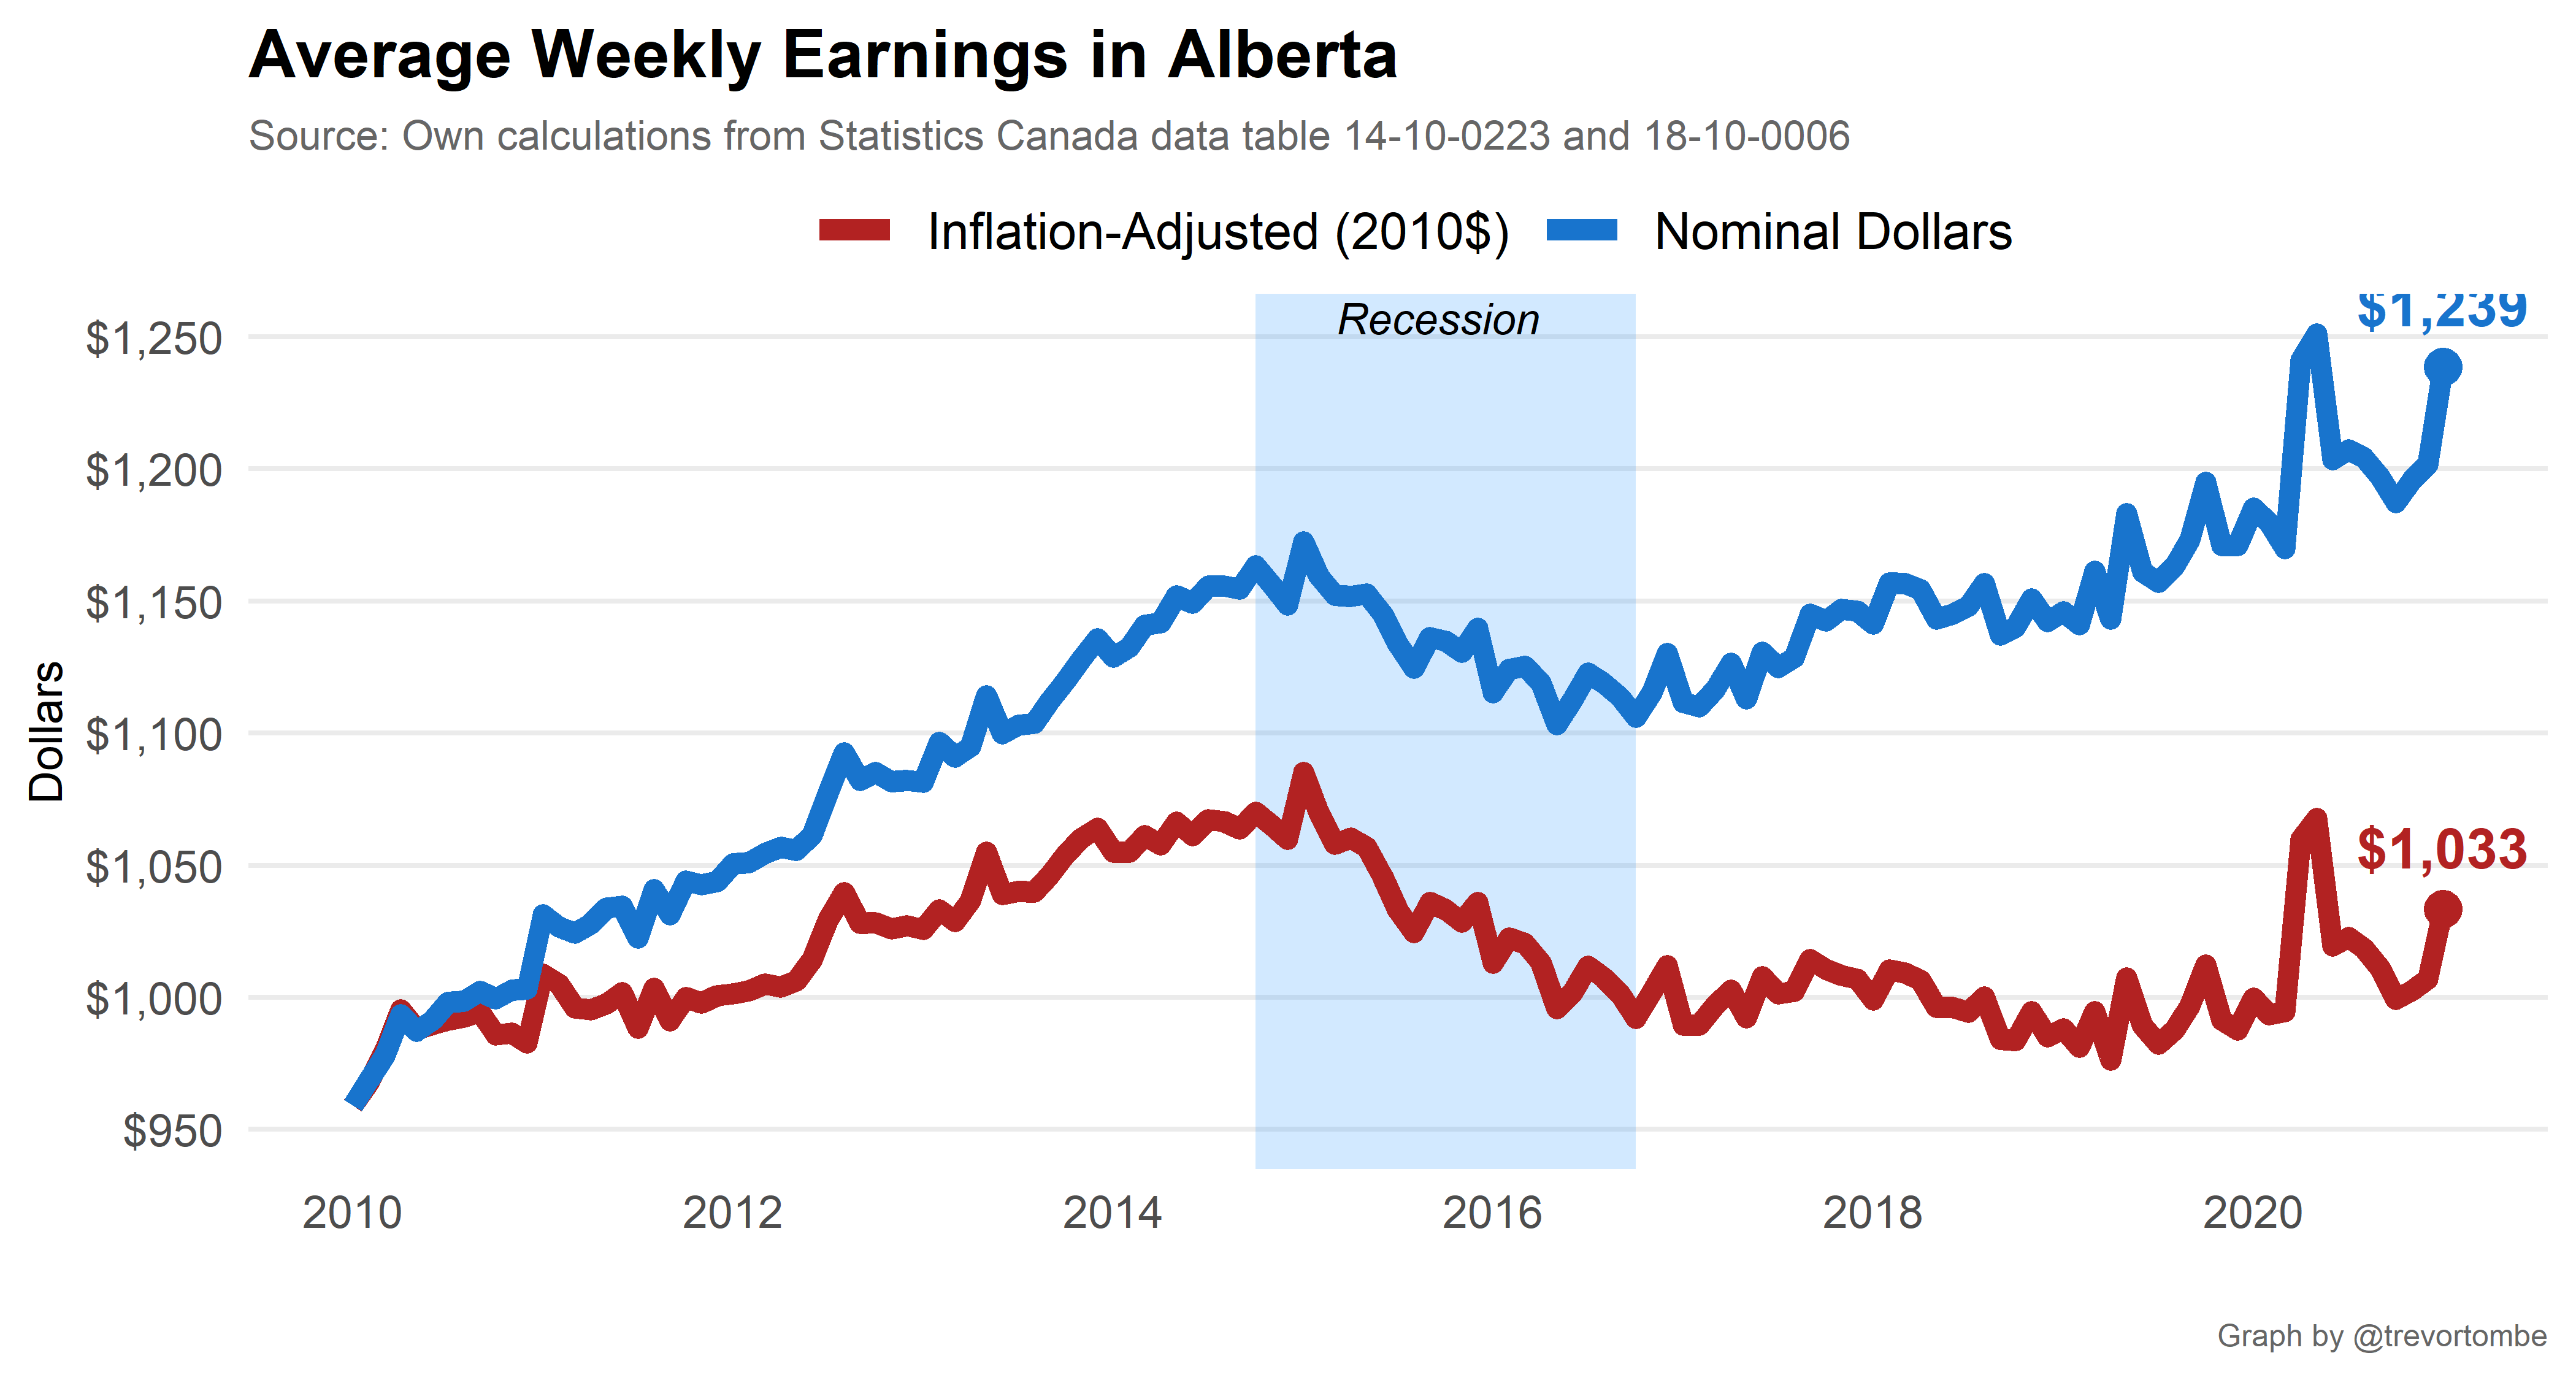 Average Weekly Earnings in Alberta
Source: Own calculations from Statistics Canada data table 14-10-0223 and 18-10-0006
Inflation-Adjusted (2010$) Nominal Dollars
Recession
$1,239
$1,033
Dollars
$1,250
$1,200
$1,150
$1,100
$1,050
$1,000
$950
2010 2012 2014 2016 2018 2020
Graph by @trevortombe